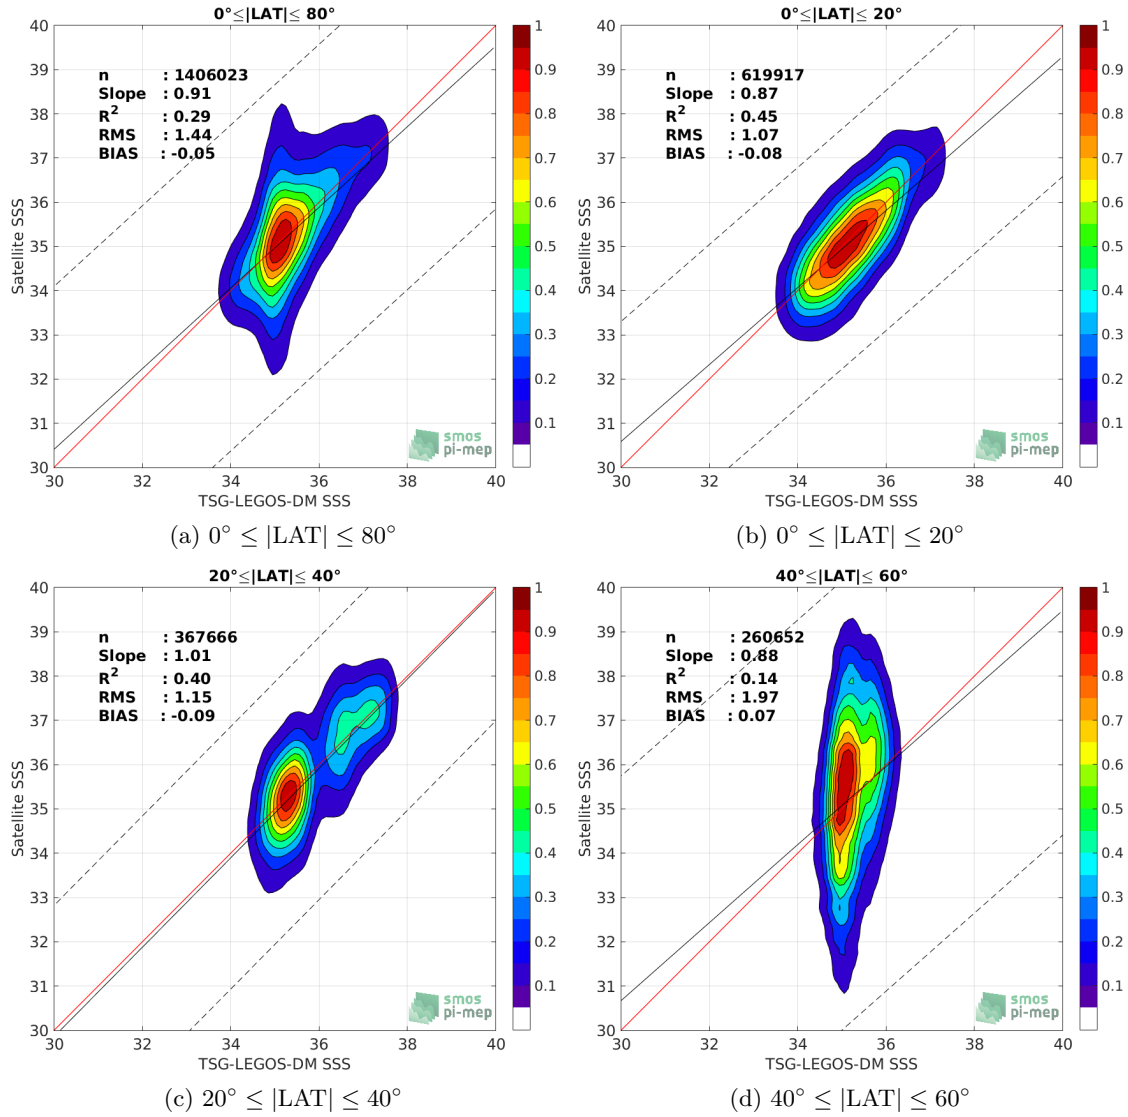 0°≤|LAT|≤ 80°
n : 1406023
Slope : 0.91
R² : 0.29
RMS : 1.44
BIAS : -0.05
40
39
38
37
36
35
34
33
32
31
30
Satellite SSS
30 32 34 36 38 40
TSG-LEGOS-DM SSS
1
0.9
0.8
0.7
0.6
0.5
0.4
0.3
0.2
0.1
smos
pi-mep
(a) 0° ≤ |LAT| ≤ 80°
0°≤|LAT|≤ 20°
n : 619917
Slope : 0.87
R² : 0.45
RMS : 1.07
BIAS : -0.08
40
39
38
37
36
35
34
33
32
31
30
Satellite SSS
30 32 34 36 38 40
TSG-LEGOS-DM SSS
1
0.9
0.8
0.7
0.6
0.5
0.4
0.3
0.2
0.1
smos
pi-mep
(b) 0° ≤ |LAT| ≤ 20°
20°≤|LAT|≤ 40°
n : 367666
Slope : 1.01
R² : 0.40
RMS : 1.15
BIAS : -0.09
40
39
38
37
36
35
34
33
32
31
30
Satellite SSS
30 32 34 36 38 40
TSG-LEGOS-DM SSS
1
0.9
0.8
0.7
0.6
0.5
0.4
0.3
0.2
0.1
smos
pi-mep
(c) 20° ≤ |LAT| ≤ 40°
40°≤|LAT|≤ 60°
n : 260652
Slope : 0.88
R² : 0.14
RMS : 1.97
BIAS : 0.07
40
39
38
37
36
35
34
33
32
31
30
Satellite SSS
30 32 34 36 38 40
TSG-LEGOS-DM SSS
1
0.9
0.8
0.7
0.6
0.5
0.4
0.3
0.2
0.1
smos
pi-mep
(d) 40° ≤ |LAT| ≤ 60°